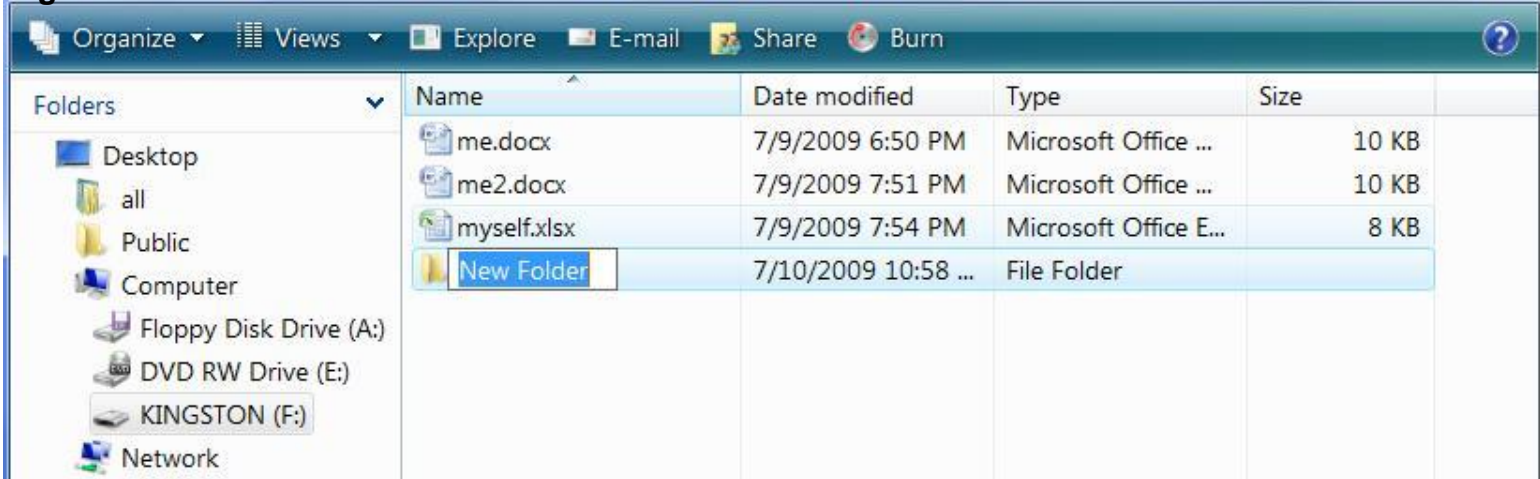 Organize Views Explore E-mail Share Burn
Folders Name Date modified Type Size
me.docx 7/9/2009 6:50 PM Microsoft Office ... 10 KB
Desktop
me2.docx 7/9/2009 7:51 PM Microsoft Office ... 10 KB
all
myself.xlsx 7/9/2009 7:54 PM Microsoft Office E... 8 KB
Public
New Folder 7/10/2009 10:58 ... File Folder
Computer
Floppy Disk Drive (A:)
DVD RW Drive (E:)
KINGSTON (F:)
Network